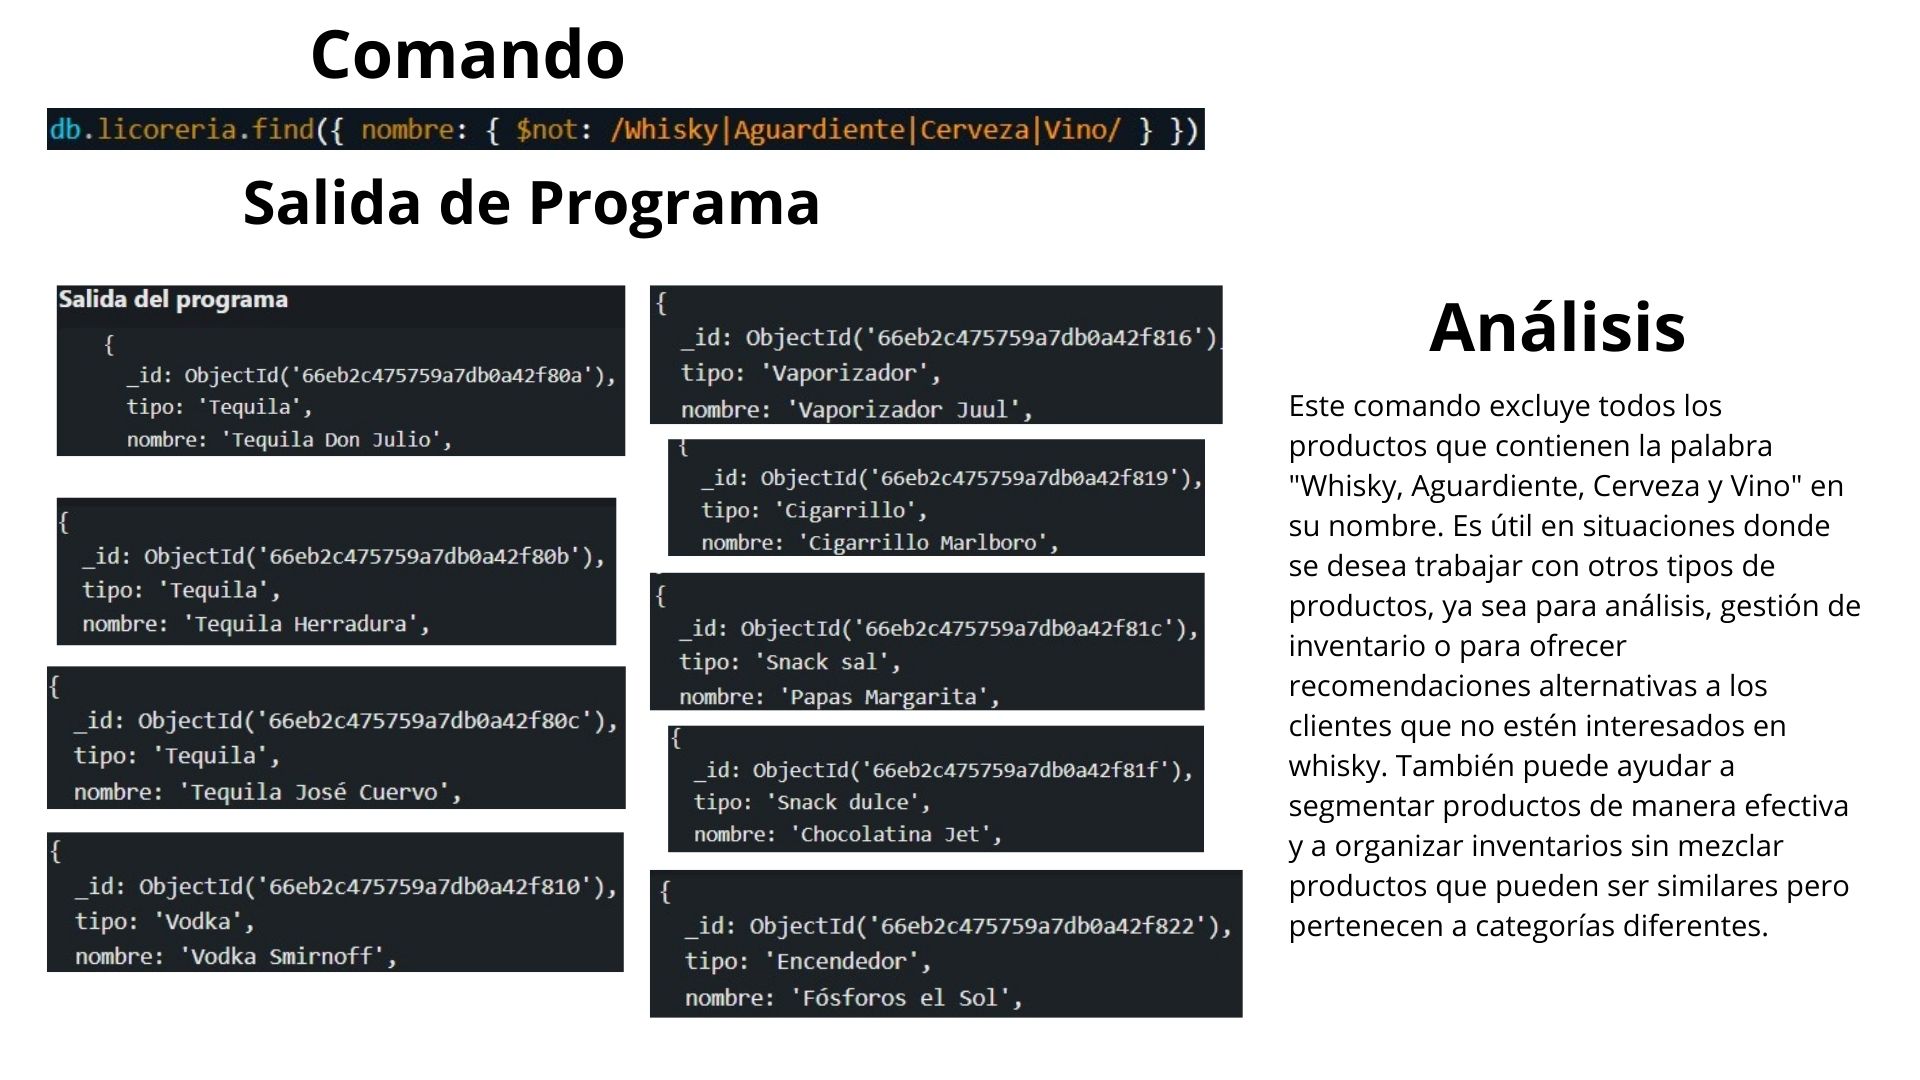 Comando
db.licoreria.find({ nombre: { $not: /Whisky|Aguardiente|Cerveza|Vino/ } })
Salida de Programa
Salida del programa
{
_id: ObjectId('66eb2c475759a7db0a42f80a'),
tipo: 'Tequila',
nombre: 'Tequila Don Julio',
{
_id: ObjectId('66eb2c475759a7db0a42f80b'),
tipo: 'Tequila',
nombre: 'Tequila Herradura',
{
_id: ObjectId('66eb2c475759a7db0a42f80c'),
tipo: 'Tequila',
nombre: 'Tequila José Cuervo',
{
_id: ObjectId('66eb2c475759a7db0a42f810'),
tipo: 'Vodka',
nombre: 'Vodka Smirnoff',
{
_id: ObjectId('66eb2c475759a7db0a42f816'),
tipo: 'Vaporizador',
nombre: 'Vaporizador Juul',
{
_id: ObjectId('66eb2c475759a7db0a42f819'),
tipo: 'Cigarrillo',
nombre: 'Cigarrillo Marlboro',
{
_id: ObjectId('66eb2c475759a7db0a42f81c'),
tipo: 'Snack sal',
nombre: 'Papas Margarita',
{
_id: ObjectId('66eb2c475759a7db0a42f81f'),
tipo: 'Snack dulce',
nombre: 'Chocolatina Jet',
{
_id: ObjectId('66eb2c475759a7db0a42f822'),
tipo: 'Encendedor',
nombre: 'Fósforos el Sol',
Análisis
Este comando excluye todos los
productos que contienen la palabra
"Whisky, Aguardiente, Cerveza y Vino" en
su nombre. Es útil en situaciones donde
se desea trabajar con otros tipos de
productos, ya sea para análisis, gestión de
inventario o para ofrecer
recomendaciones alternativas a los
clientes que no estén interesados en
whisky. También puede ayudar a
segmentar productos de manera efectiva
y a organizar inventarios sin mezclar
productos que pueden ser similares pero
pertenecen a categorías diferentes.